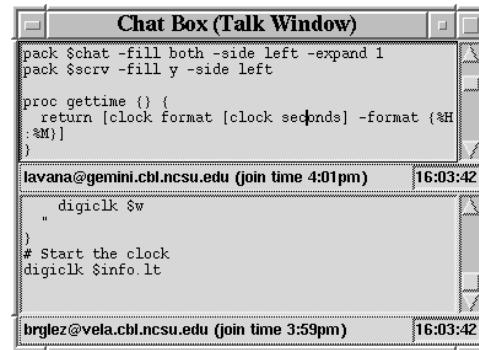 Chat Box (Talk Window)
pack $chat -fill both -side left -expand 1
pack $scrv -fill y -side left
proc gettime {} {
return [clock format [clock seconds] -format {%H
:%M}]
}
lavana@gemini.cbl.ncsu.edu (join time 4:01pm) 16:03:42
digiclk $w
"
}
# Start the clock
digiclk $info.lt
brglez@vela.cbl.ncsu.edu (join time 3:59pm) 16:03:42